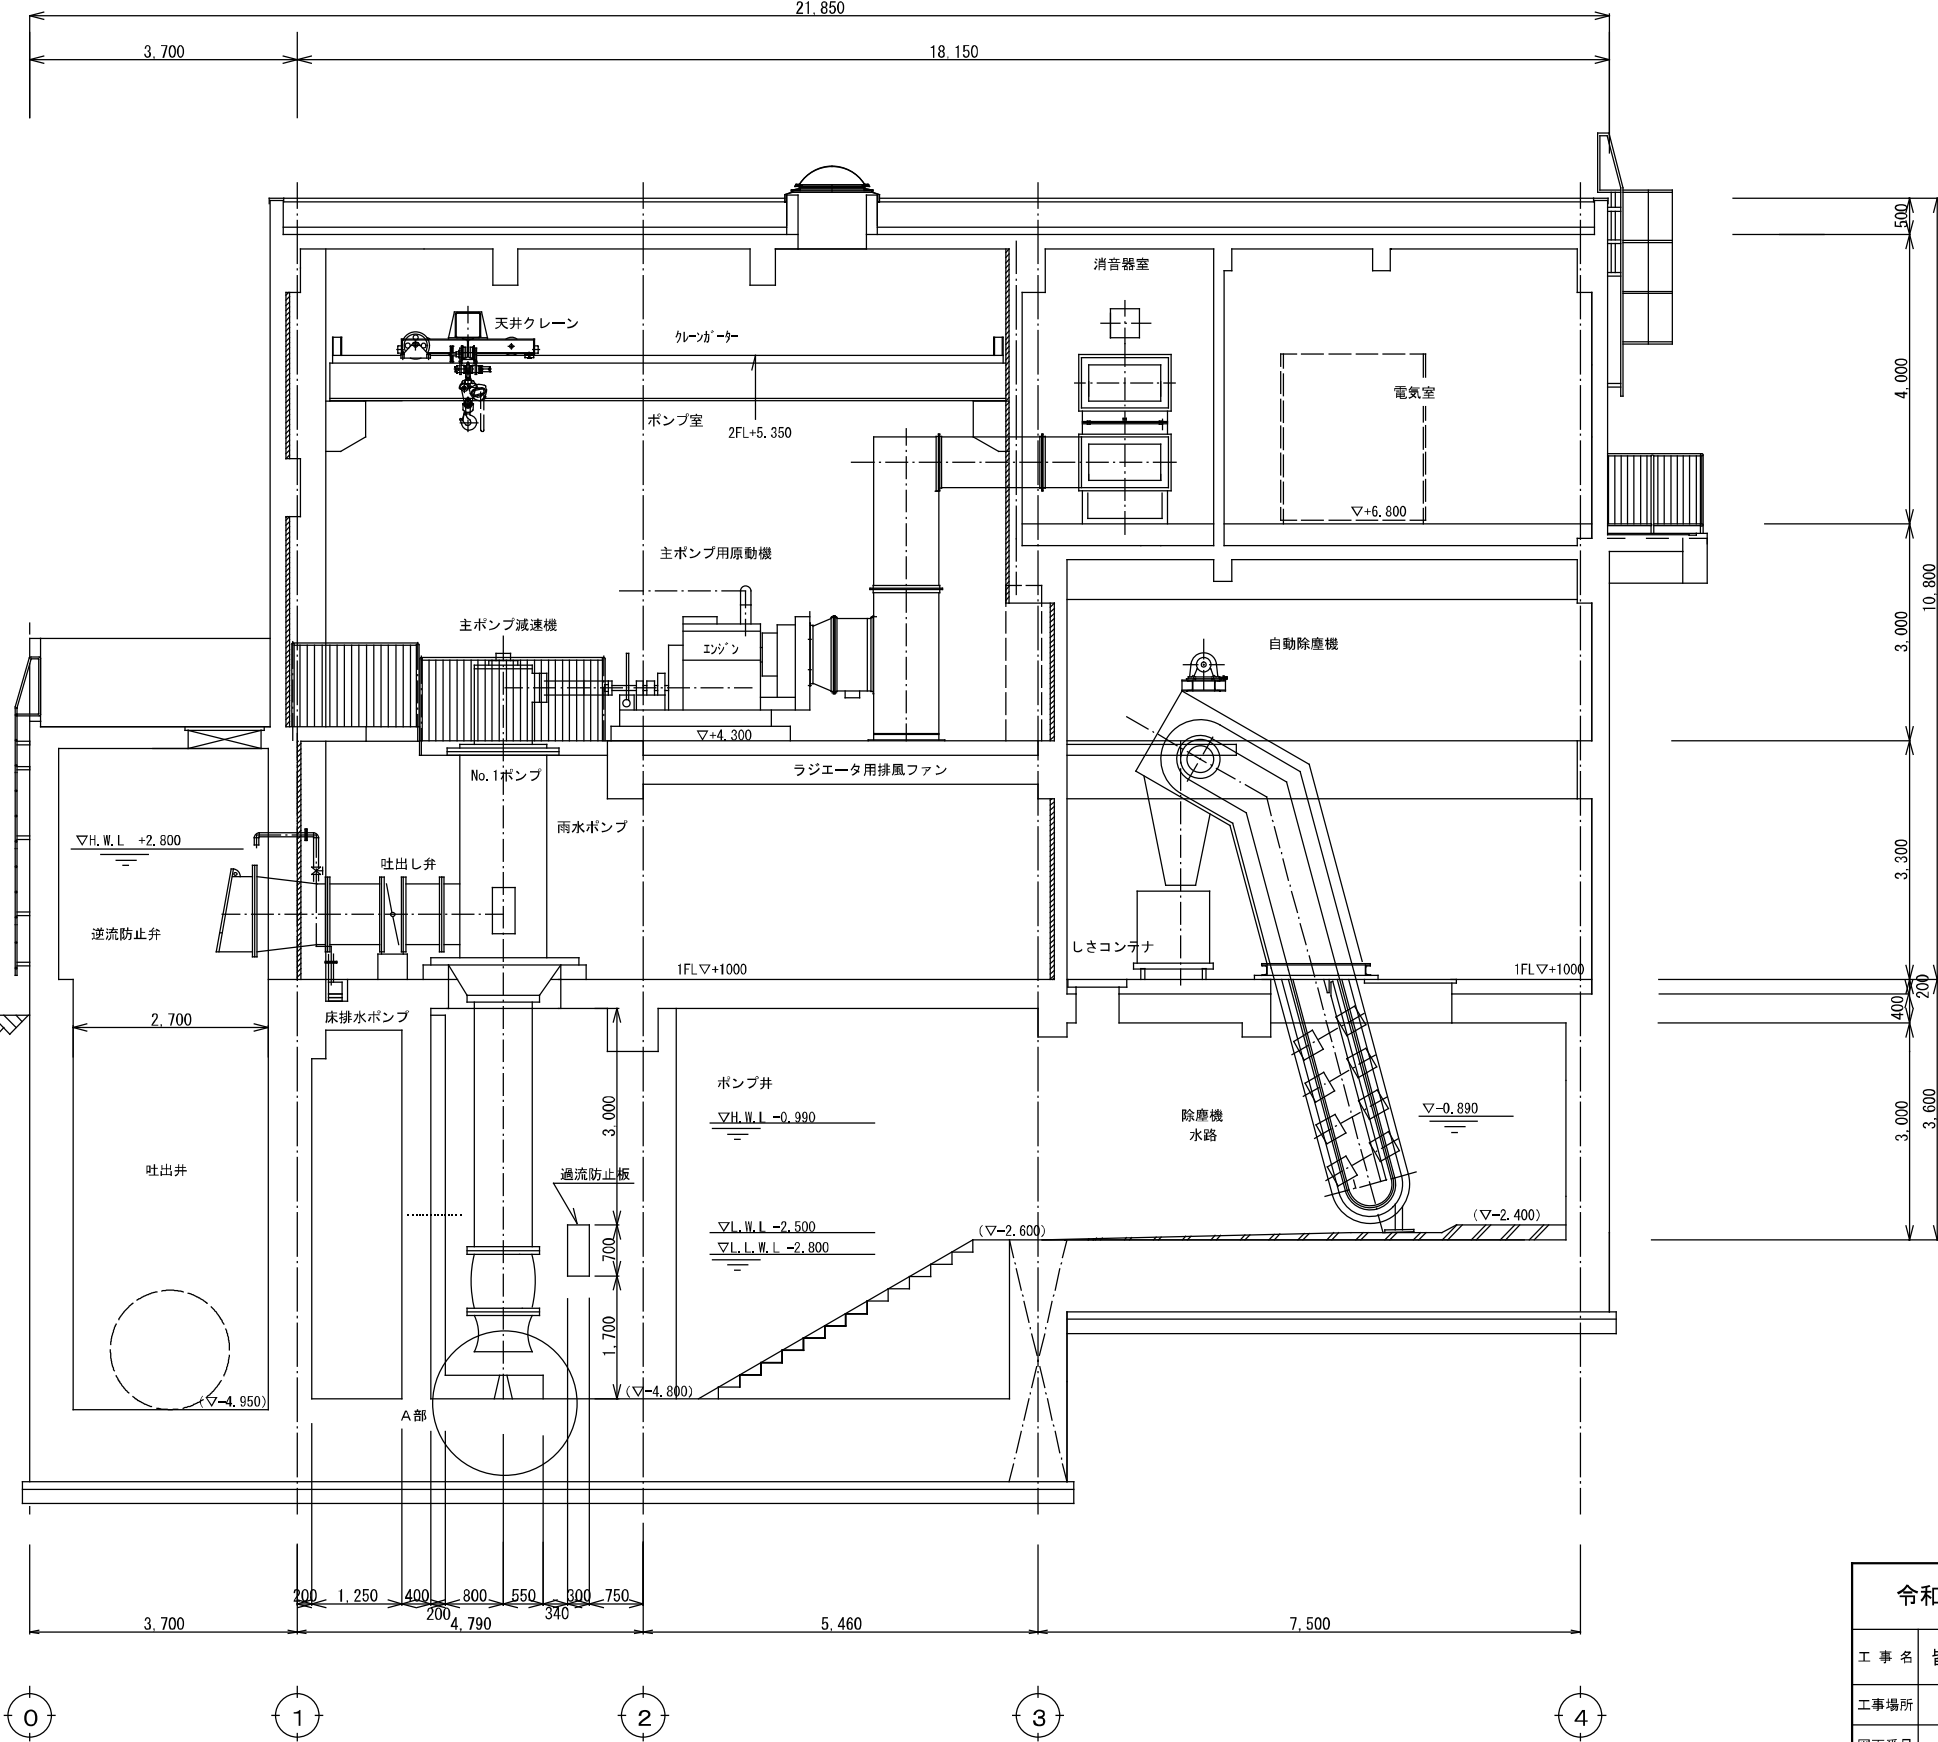 21,850
3,700
18,150
消音器室
500
天井クレーン
クレーンガーター
4,000
電気室
ポンプ室
2FL+5.350
▽+6.800
主ポンプ用原動機
10,800
主ポンプ減速機
エンジン
自動除塵機
3,000
▽+4.300
No.1ポンプ
ラジエータ用排風ファン
雨水ポンプ
▽H.W.L +2.800
吐出し弁
3,300
逆流防止弁
しさコンテナ
1FL▽+1000
1FL▽+1000
200
400
2,700
床排水ポンプ
ポンプ井
▽H.W.L -0.990
3,000
除塵機
水路
▽-0.890
3,000
3,600
吐出井
過流防止板
▽L.W.L -2.500
(▽-2.600)
(▽-2.400)
700
▽L.L.W.L -2.800
1,700
(▽-4.950)
(▽-4.800)
A部
200
1,250
400
200
800
550
340
300
750
3,700
4,790
5,460
7,500
令和
工事名
工事場所
0
1
2
3
4